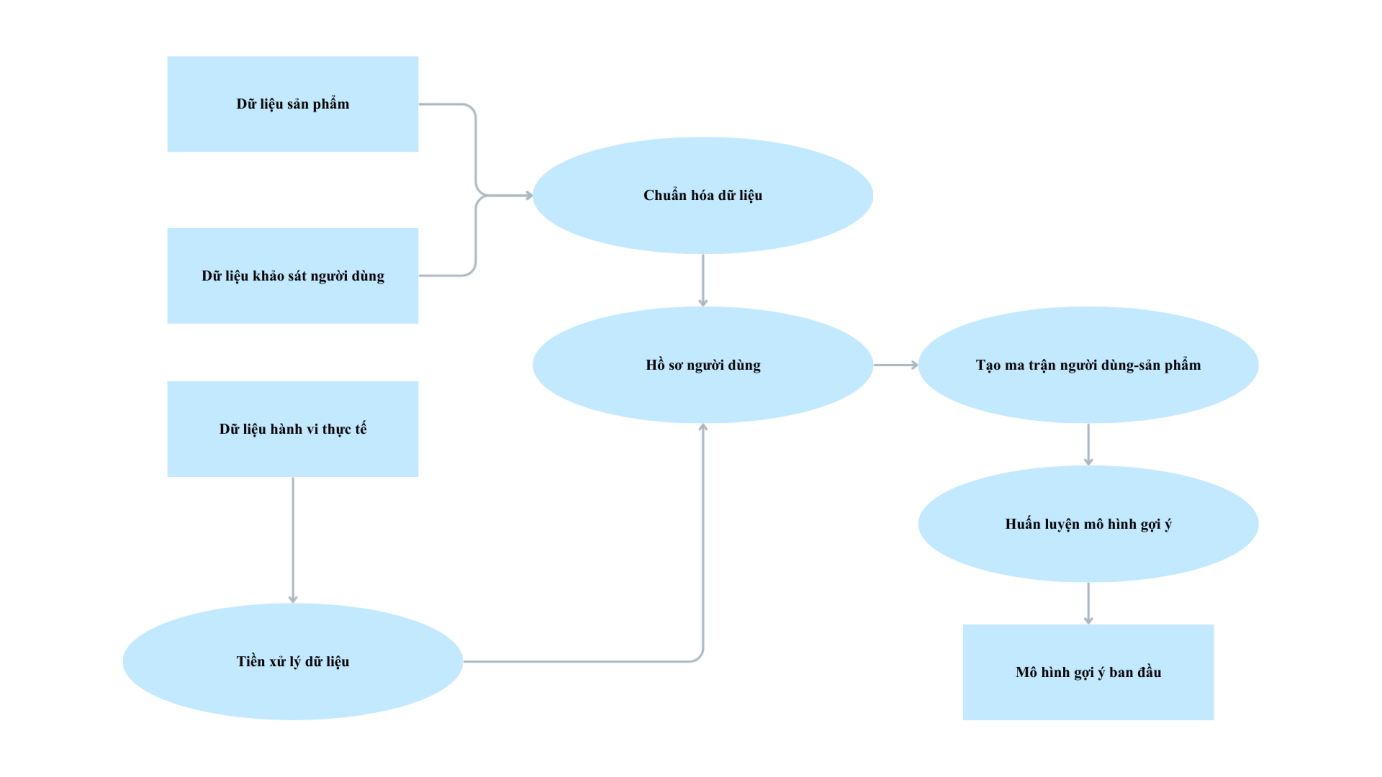 Dữ liệu sản phẩm
Chuẩn hóa dữ liệu
Dữ liệu khảo sát người dùng
Hồ sơ người dùng
Tạo ma trận người dùng-sản phẩm
Dữ liệu hành vi thực tế
Huấn luyện mô hình gợi ý
Tiền xử lý dữ liệu
Mô hình gợi ý ban đầu